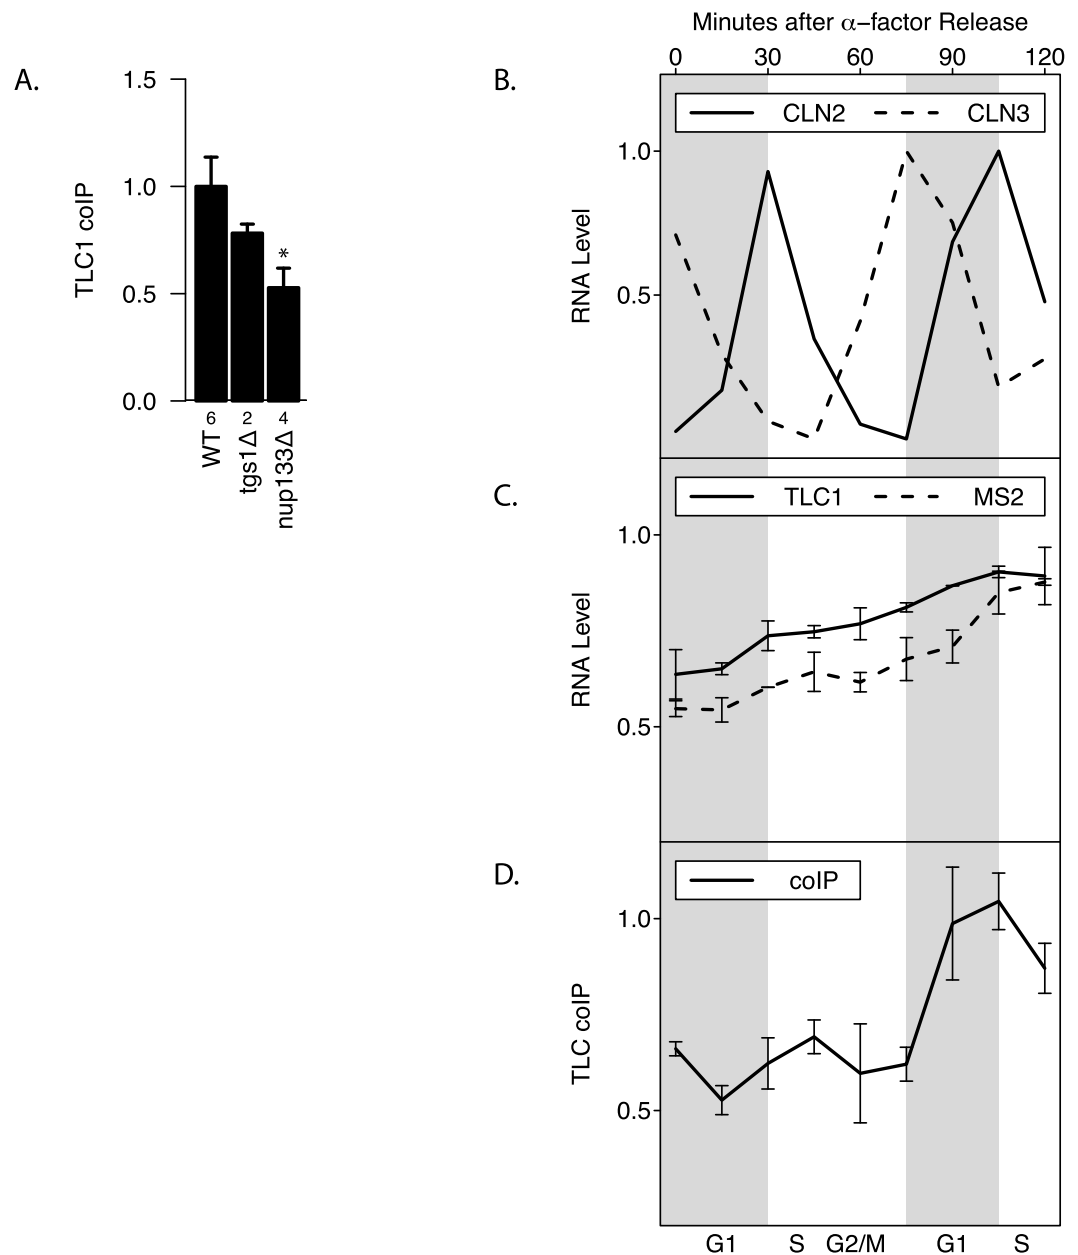 A.
TLC1 coIP
1.5
1.0
0.5
0.0
*
6 2 4
WT tgs1Δ nup133Δ
Minutes after α−factor Release
0 30 60 90 120
B.
CLN2 CLN3
RNA Level
1.0
0.5
C.
TLC1 MS2
RNA Level
1.0
0.5
D.
coIP
TLC coIP
1.0
0.5
G1 S G2/M G1 S